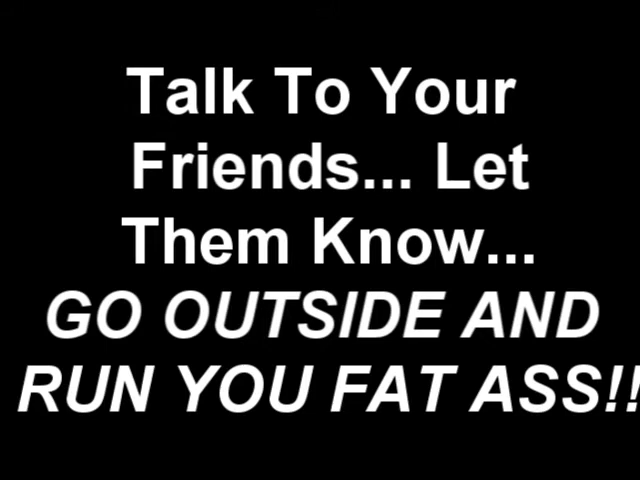 Talk To Your
Friends... Let
Them Know...
GO OUTSIDE AND
RUN YOU FAT ASS!!